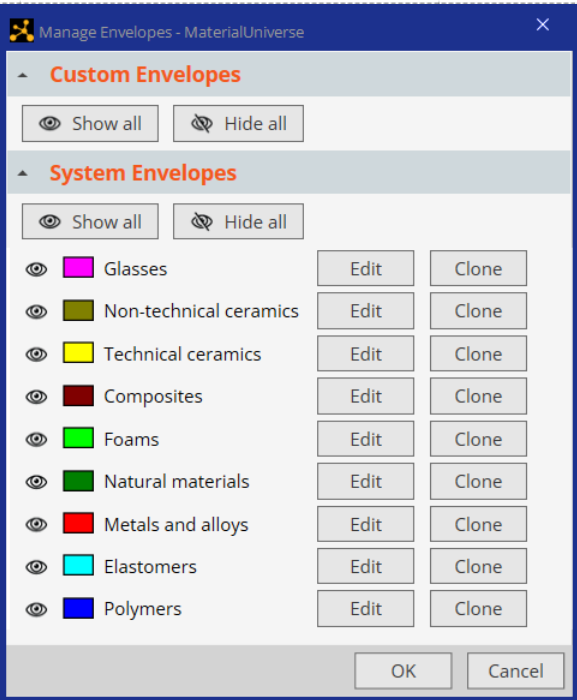 Manage Envelopes - MaterialUniverse
Custom Envelopes
Show all Hide all
System Envelopes
Show all Hide all
Glasses Edit Clone
Non-technical ceramics Edit Clone
Technical ceramics Edit Clone
Composites Edit Clone
Foams Edit Clone
Natural materials Edit Clone
Metals and alloys Edit Clone
Elastomers Edit Clone
Polymers Edit Clone
OK Cancel